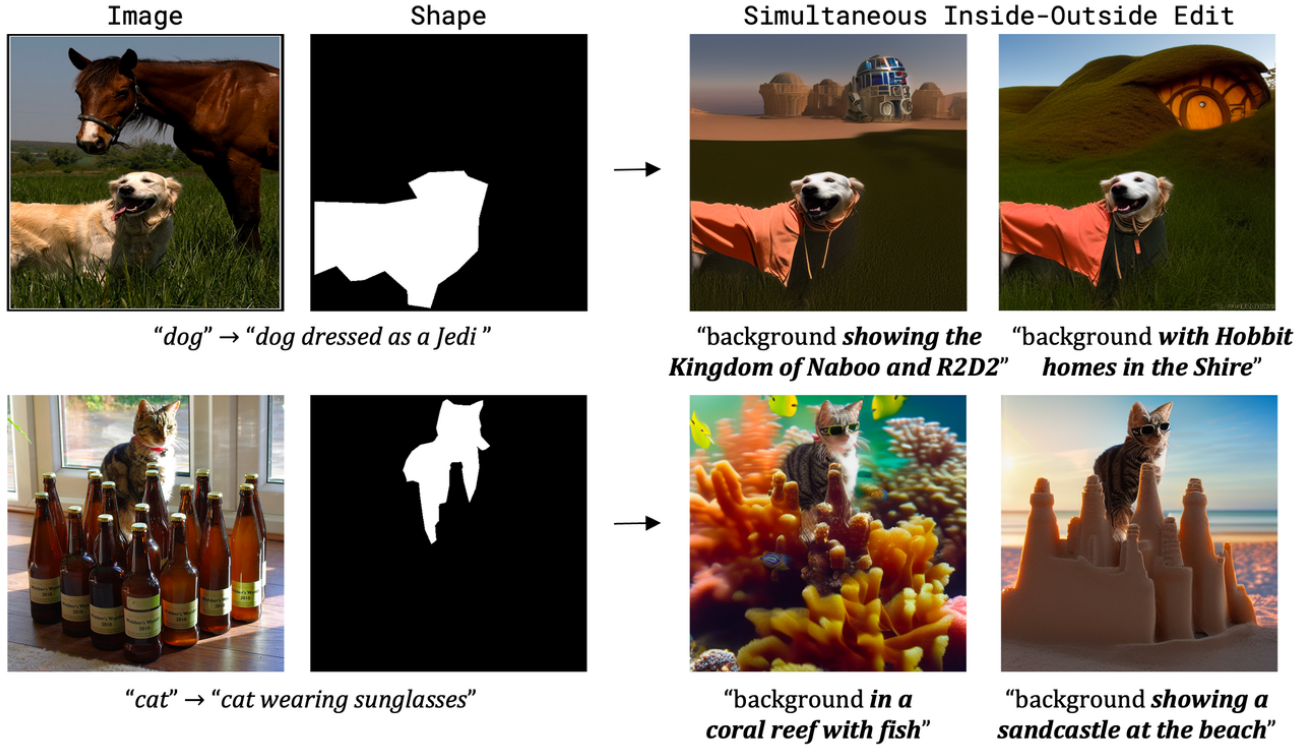 Image
Shape
Simultaneous Inside-Outside Edit
“dog” → “dog dressed as a Jedi ”
“background showing the
Kingdom of Naboo and R2D2”
“background with Hobbit
homes in the Shire”
“cat” → “cat wearing sunglasses”
“background in a
coral reef with fish”
“background showing a
sandcastle at the beach”